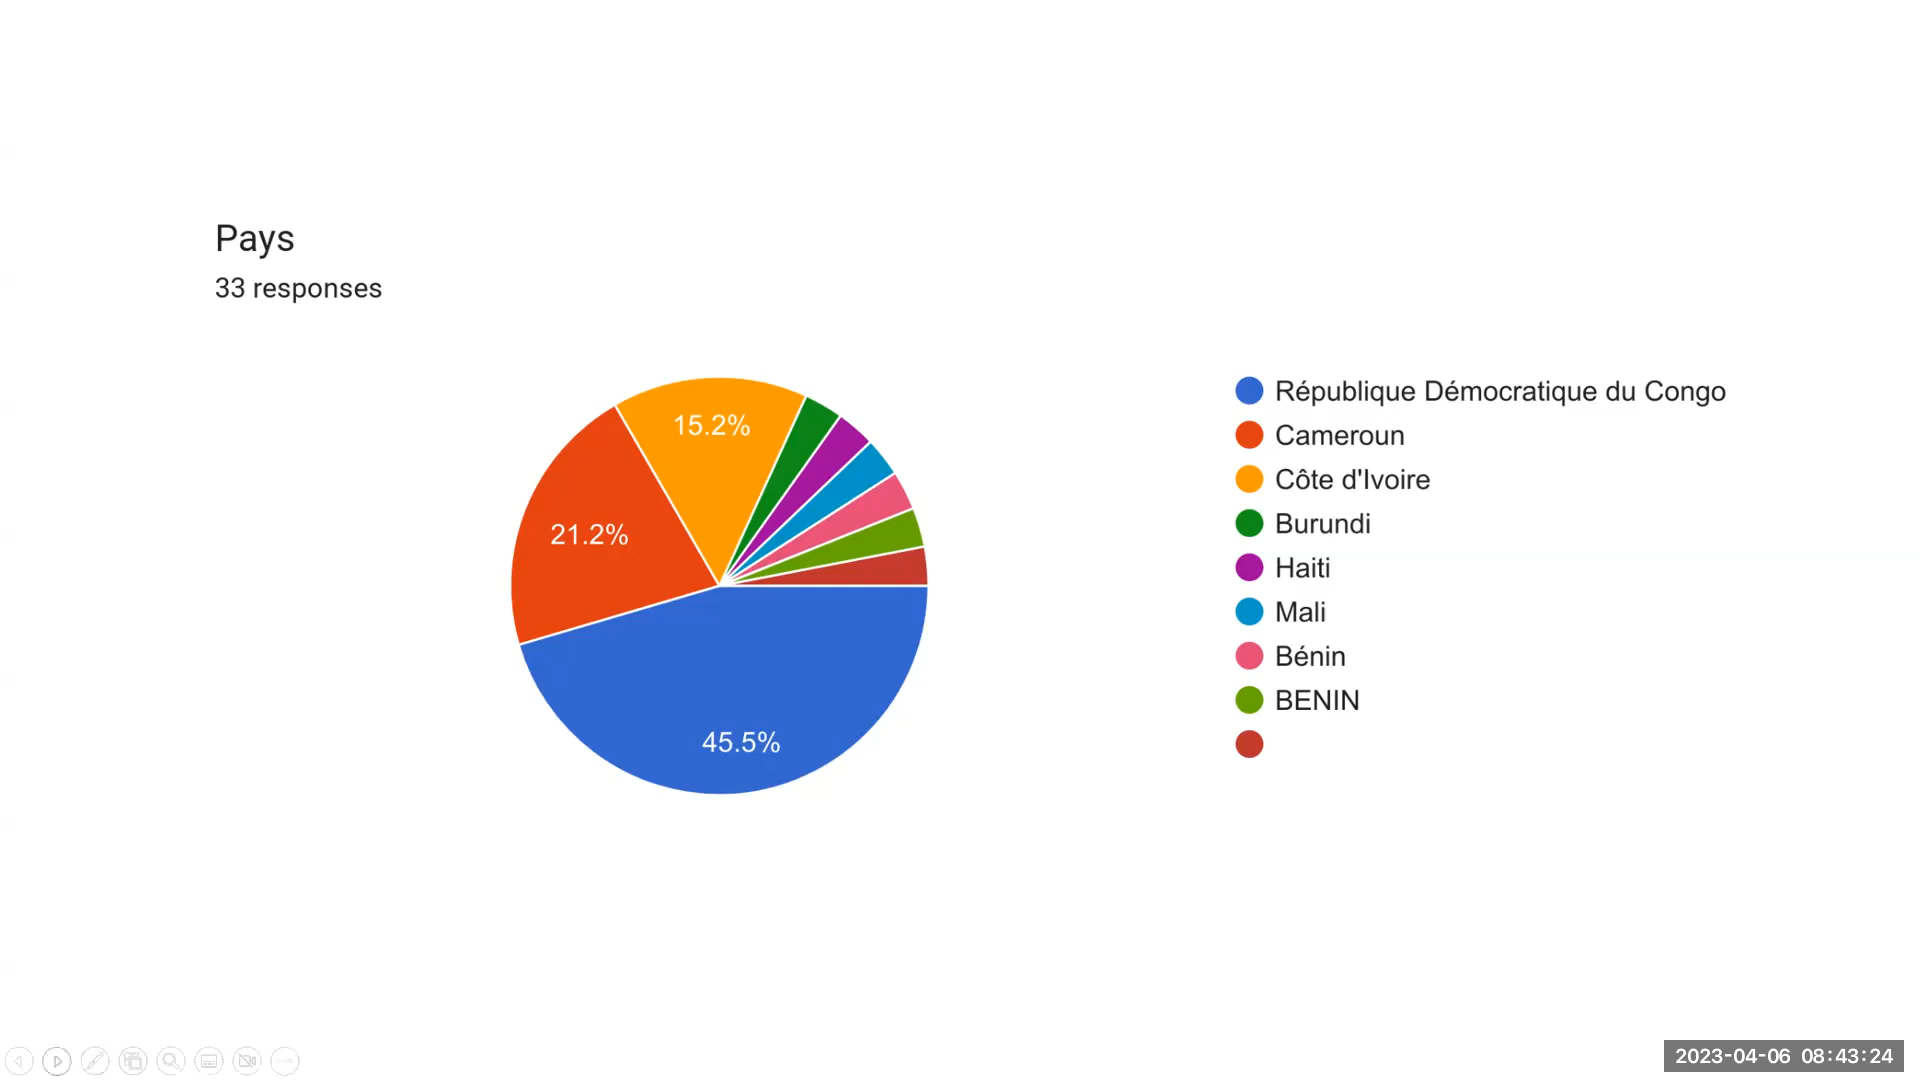 Pays
33 responses
15.2%
21.2%
45.5%
République Démocratique du Congo
Cameroun
Côte d'Ivoire
Burundi
Haiti
Mali
Bénin
BENIN
2023-04-06 08:43:24